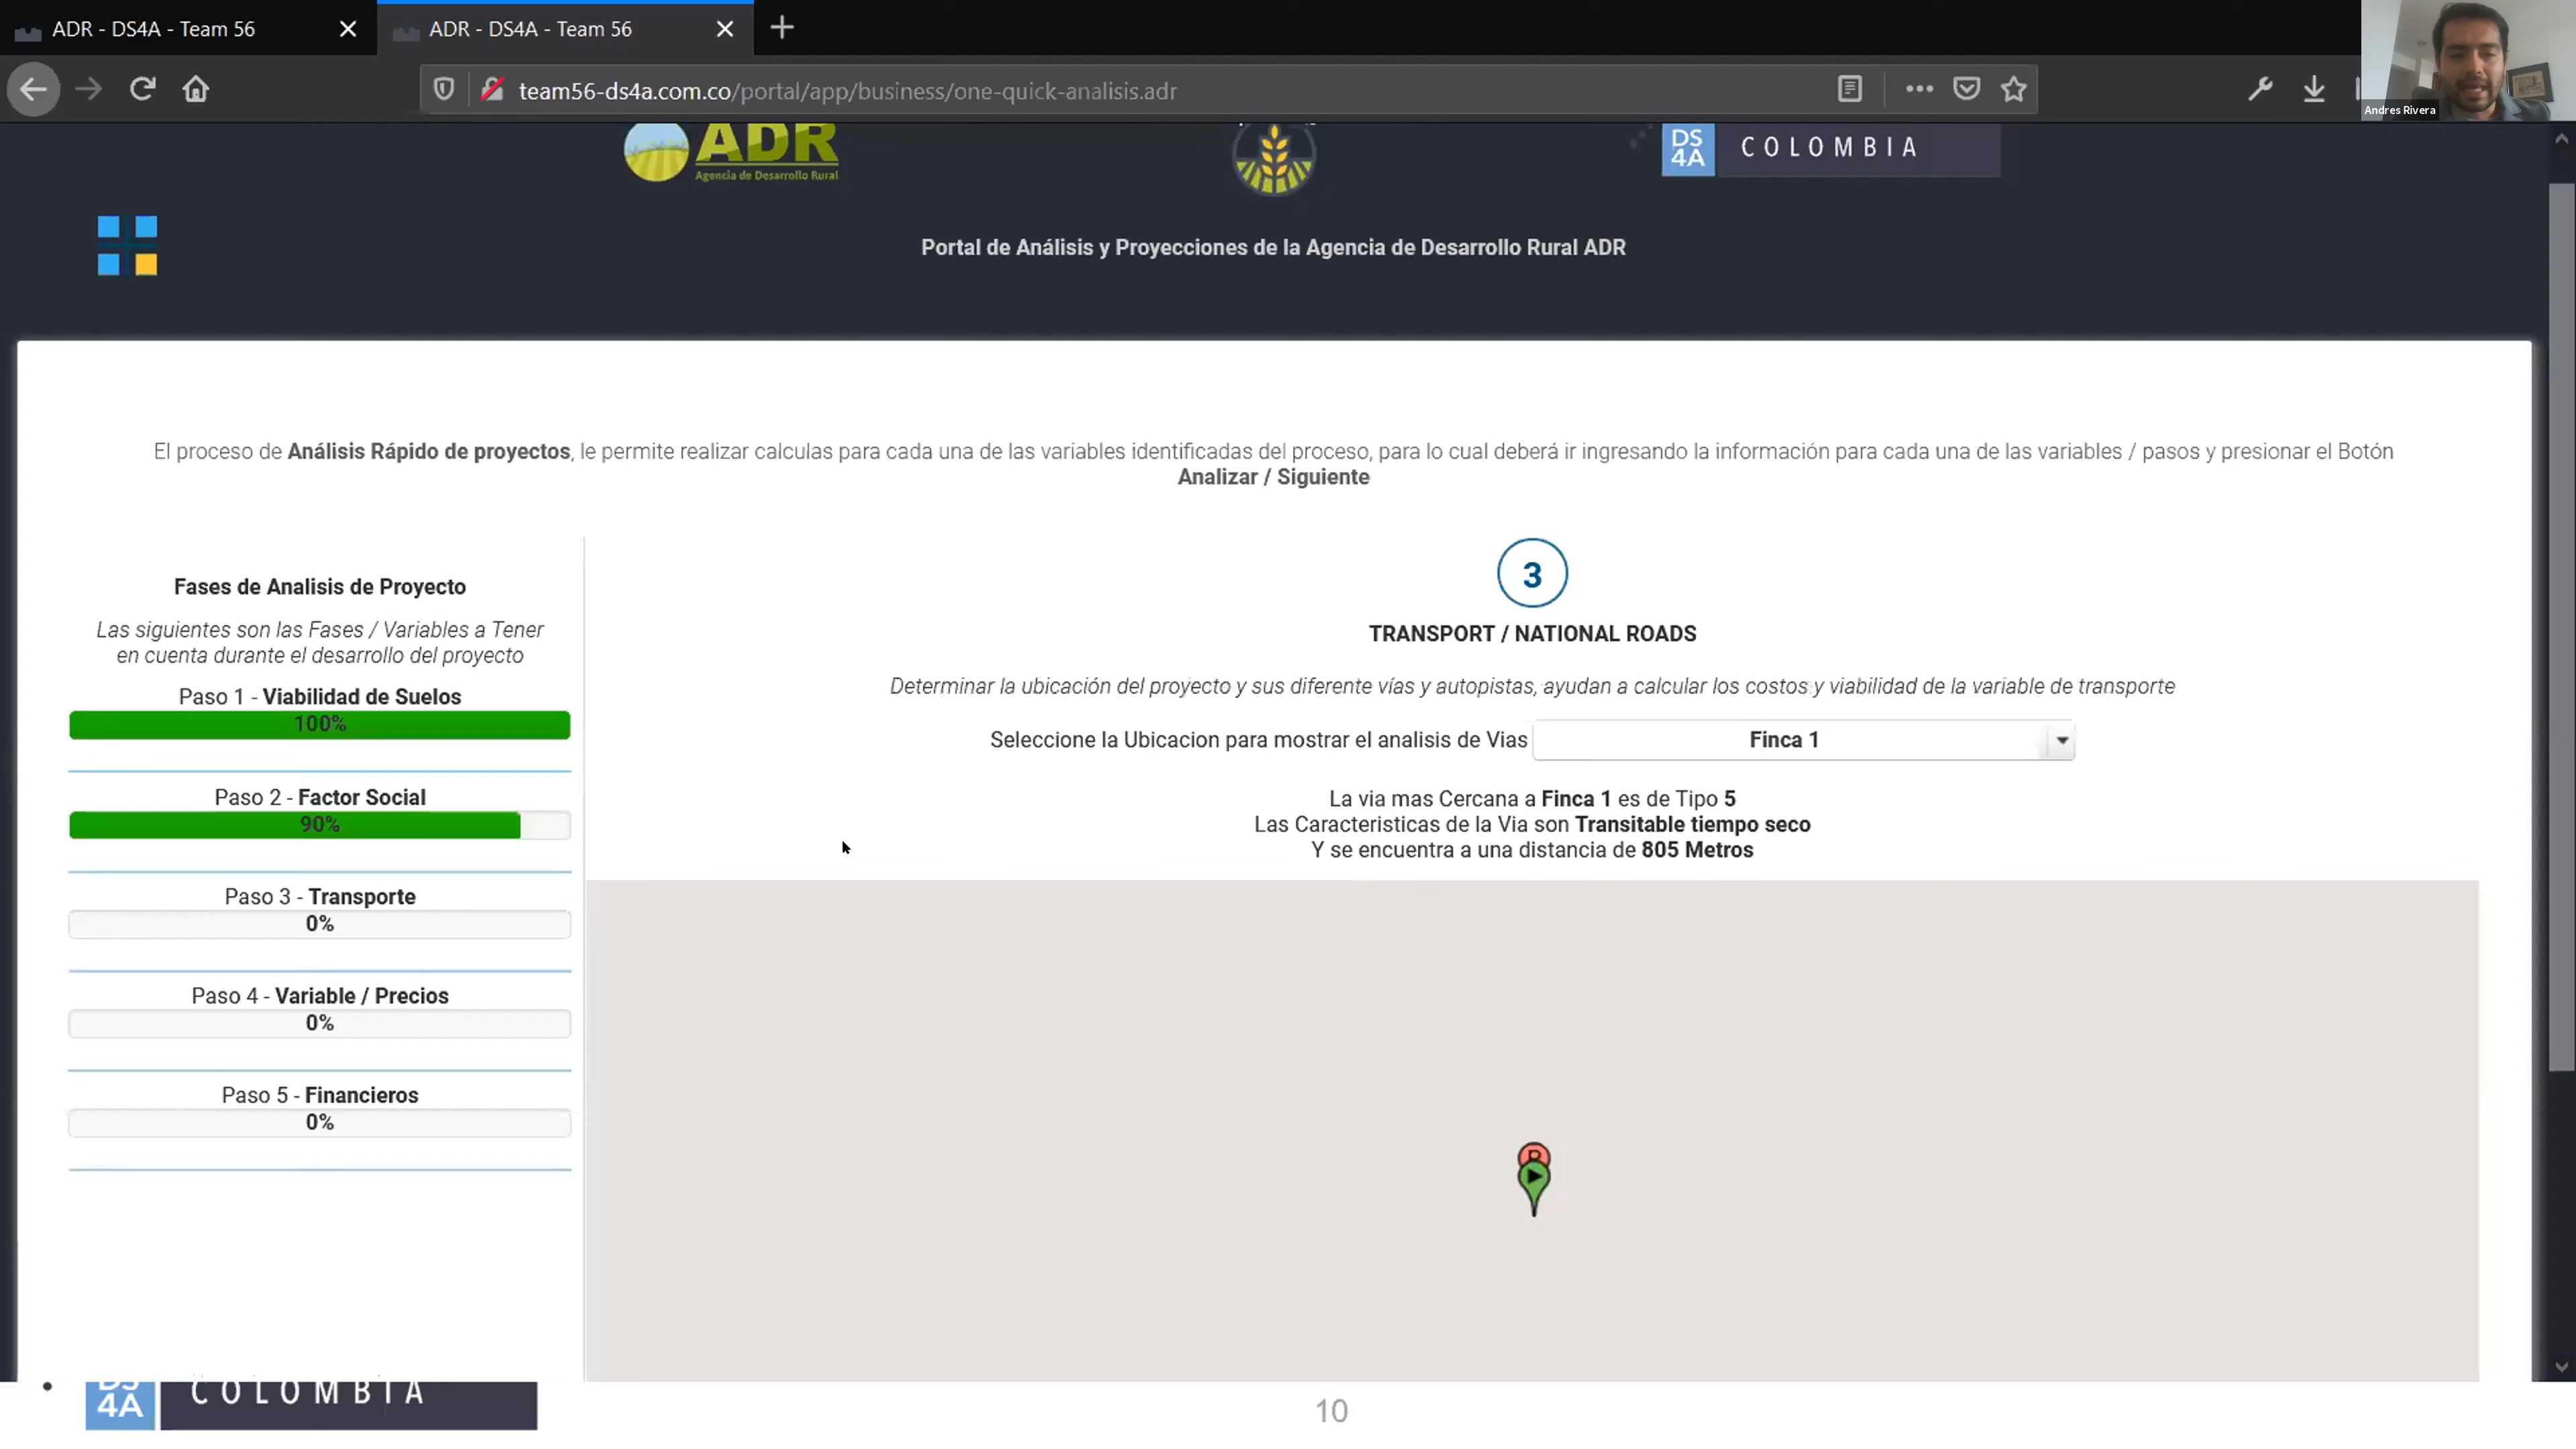 ADR - DS4A - Team 56
ADR - DS4A - Team 56
team56-ds4a.com.co/portal/app/business/one-quick-analisis.adr
Andres Rivera
ADR
Agencia de Desarrollo Rural
DS
4A
COLOMBIA
Portal de Análisis y Proyecciones de la Agencia de Desarrollo Rural ADR
El proceso de Análisis Rápido de proyectos, le permite realizar calculas para cada una de las variables identificadas del proceso, para lo cual deberá ir ingresando la información para cada una de las variables / pasos y presionar el Botón
Analizar / Siguiente
Fases de Analisis de Proyecto
Las siguientes son las Fases / Variables a Tener
en cuenta durante el desarrollo del proyecto
Paso 1 - Viabilidad de Suelos
100%
Paso 2 - Factor Social
90%
Paso 3 - Transporte
0%
Paso 4 - Variable / Precios
0%
Paso 5 - Financieros
0%
3
TRANSPORT / NATIONAL ROADS
Determinar la ubicación del proyecto y sus diferente vías y autopistas, ayudan a calcular los costos y viabilidad de la variable de transporte
Seleccione la Ubicacion para mostrar el analisis de Vias
Finca 1
La via mas Cercana a Finca 1 es de Tipo 5
Las Caracteristicas de la Via son Transitable tiempo seco
Y se encuentra a una distancia de 805 Metros
DS
4A
COLOMBIA
10